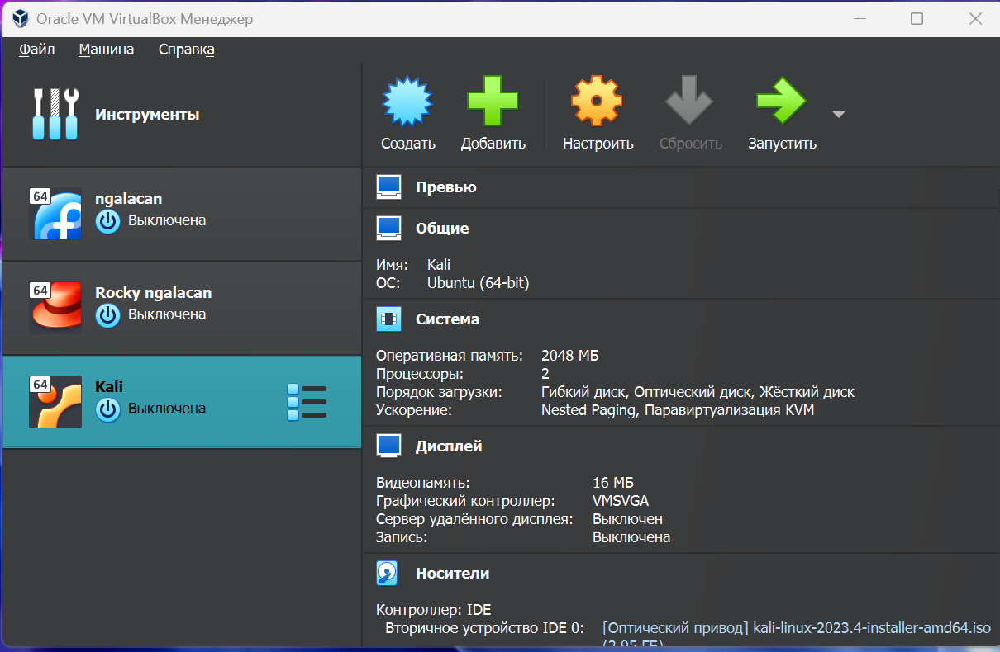 Oracle VM VirtualBox Менеджер
Файл Машина Справка
Инструменты
64
ngalacan
Выключена
64
Rocky ngalacan
Выключена
64
Kali
Выключена
Создать Добавить Настроить Сбросить Запустить
Превью
Общие
Имя: Kali
ОС: Ubuntu (64-bit)
Система
Оперативная память: 2048 МБ
Процессоры: 2
Порядок загрузки: Гибкий диск, Оптический диск, Жёсткий диск
Ускорение: Nested Paging, Паравиртуализация KVM
Дисплей
Видеопамять: 16 МБ
Графический контроллер: VMSVGA
Сервер удалённого дисплея: Выключен
Запись: Выключена
Носители
Контроллер: IDE
Вторичное устройство IDE 0: [Оптический привод] kali-linux-2023.4-installer-amd64.iso
(3,95 ГБ)